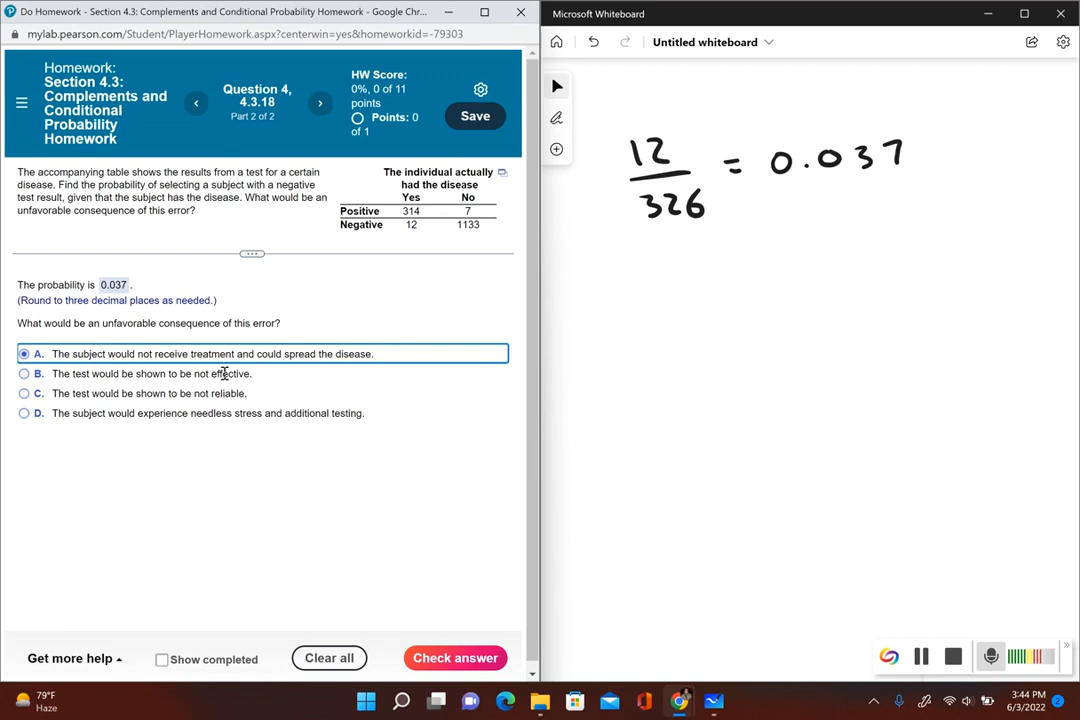 Do Homework - Section 4.3: Complements and Conditional Probability Homework - Google Chr...
mylab.pearson.com/Student/PlayerHomework.aspx?centerwin=yes&homeworkid=-79303
Homework:
Section 4.3:
Complements and
Conditional
Probability
Homework
Question 4,
4.3.18
Part 2 of 2
HW Score:
0%, 0 of 11
points
Points: 0
of 1
Save
The accompanying table shows the results from a test for a certain
disease. Find the probability of selecting a subject with a negative
test result, given that the subject has the disease. What would be an
unfavorable consequence of this error?
The individual actually
had the disease
Yes No
Positive 314 7
Negative 12 1133
The probability is 0.037.
(Round to three decimal places as needed.)
What would be an unfavorable consequence of this error?
A. The subject would not receive treatment and could spread the disease.
B. The test would be shown to be not effective.
C. The test would be shown to be not reliable.
D. The subject would experience needless stress and additional testing.
Get more help
Show completed
Clear all
Check answer
Microsoft Whiteboard
Untitled whiteboard
12
326
= 0.037
79°F
Haze
3:44 PM
6/3/2022
2